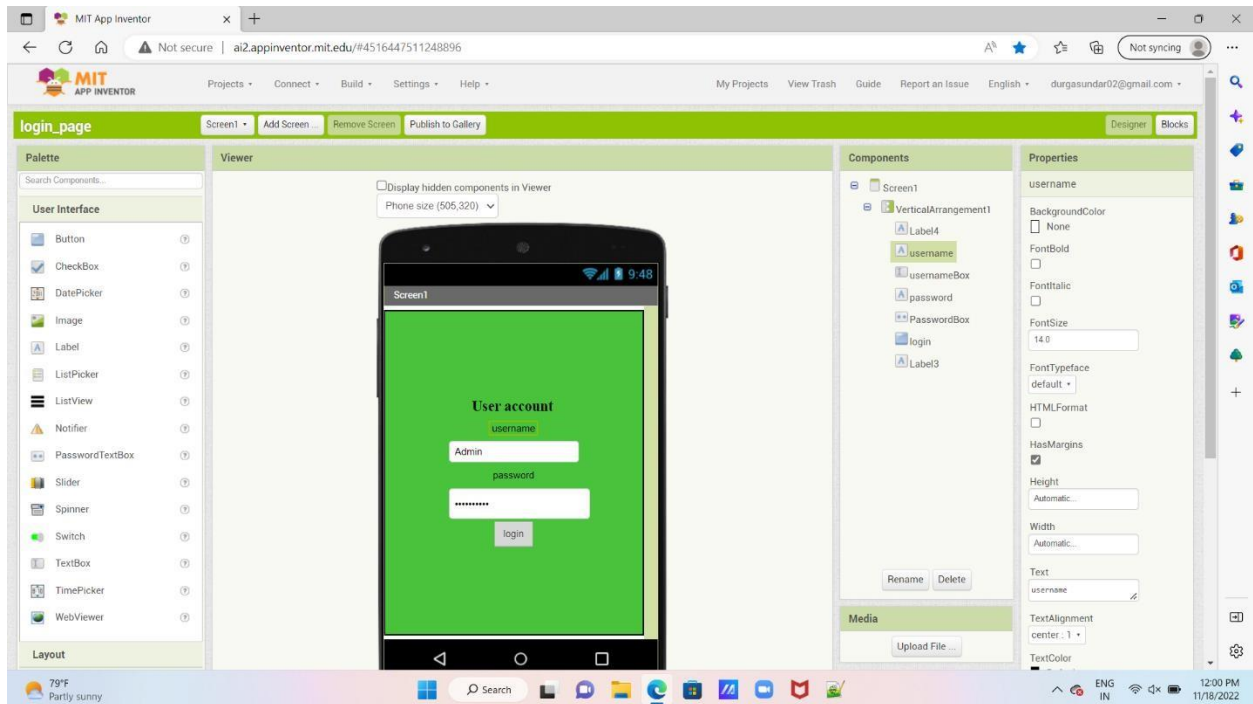 MIT App Inventor
Not secure | ai2.appinventor.mit.edu/#4516447511248896
Not syncing
MIT
APP INVENTOR
Projects Connect Build Settings Help My Projects View Trash Guide Report an Issue English durgasundar02@gmail.com
login_page
Screen1 Add Screen ... Remove Screen Publish to Gallery Designer Blocks
Palette
Search Components...
User Interface
Button
CheckBox
DatePicker
Image
Label
ListPicker
ListView
Notifier
PasswordTextBox
Slider
Spinner
Switch
TextBox
TimePicker
WebViewer
Layout
Viewer
Display hidden components in Viewer
Phone size (505,320)
9:48
Screen1
User account
username
Admin
password
••••••••••
login
Components
Screen1
VerticalArrangement1
Label4
username
usernameBox
password
PasswordBox
login
Label3
Rename Delete
Media
Upload File ...
Properties
username
BackgroundColor
None
FontBold
FontItalic
FontSize
14.0
FontTypeface
default
HTMLFormat
HasMargins
Height
Automatic...
Width
Automatic...
Text
username
TextAlignment
center : 1
TextColor
79°F
Partly sunny
Search
ENG
IN
12:00 PM
11/18/2022